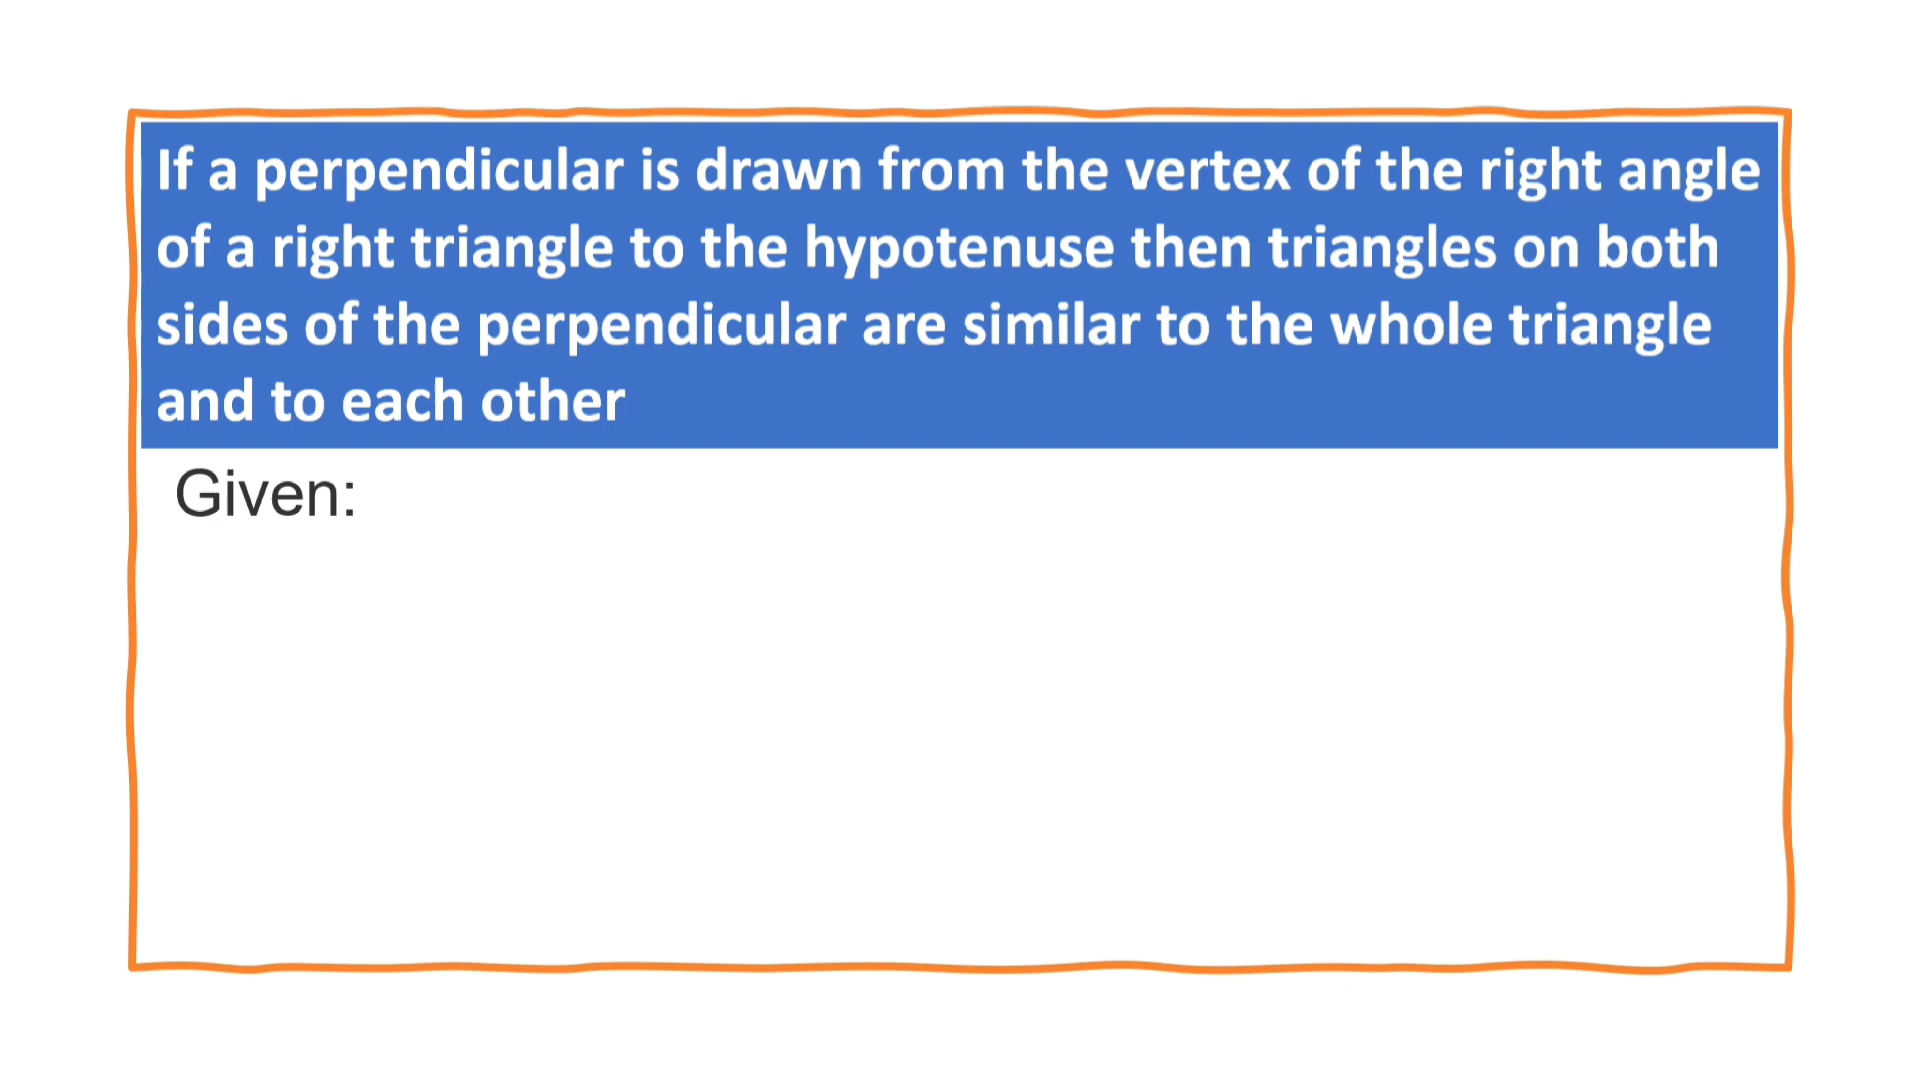 If a perpendicular is drawn from the vertex of the right angle
of a right triangle to the hypotenuse then triangles on both
sides of the perpendicular are similar to the whole triangle
and to each other
Given: